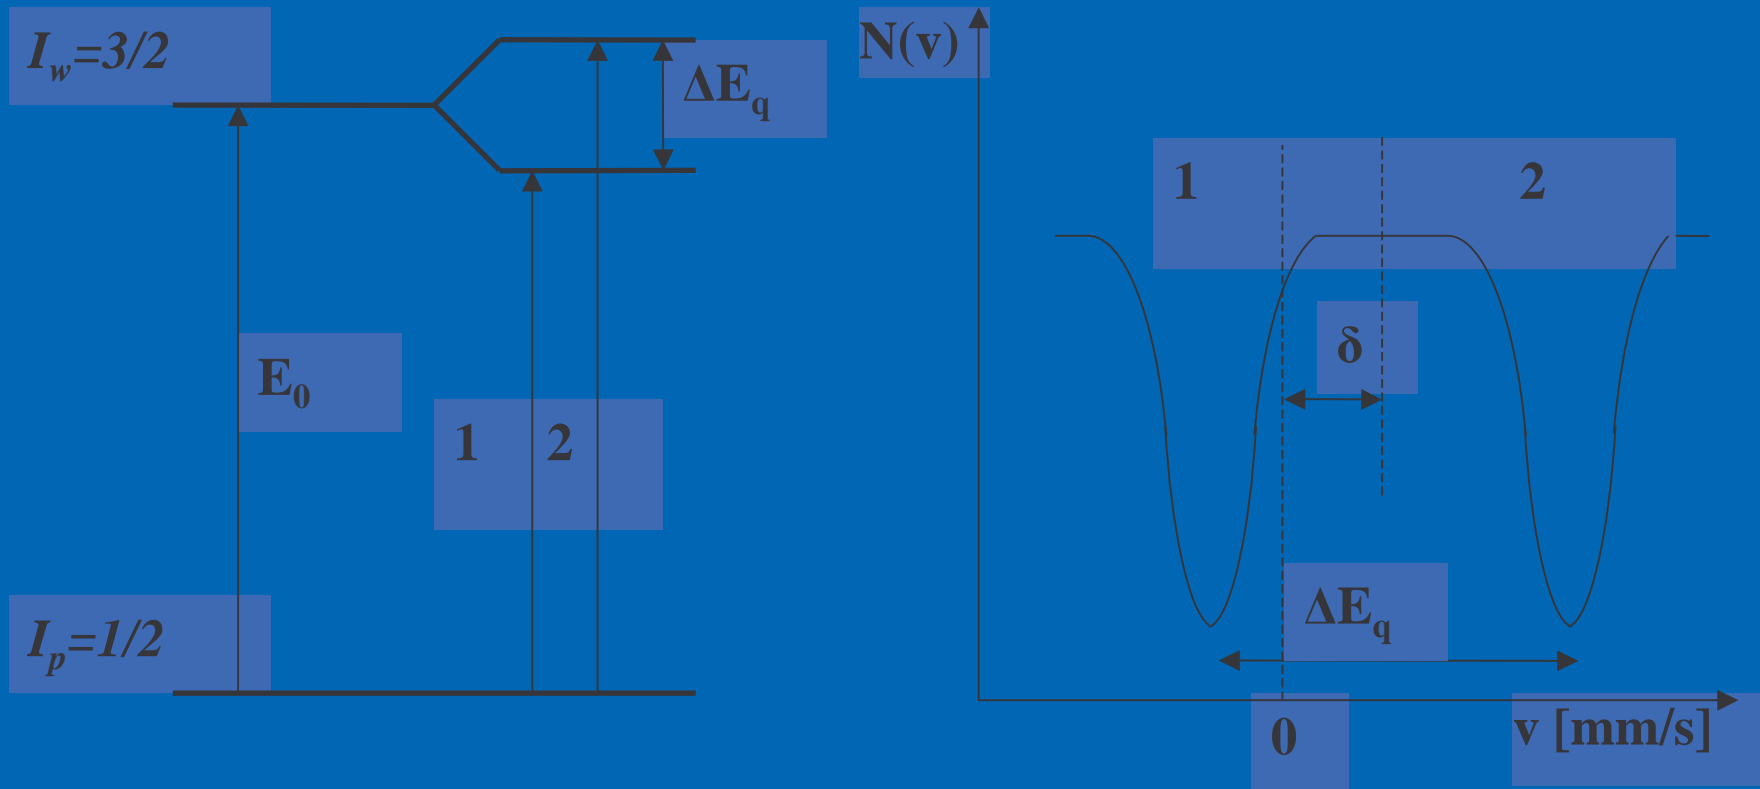 I_w=3/2
ΔE_q
E_0
1 2
I_p=1/2
N(v)
1 2
δ
ΔE_q
0
v [mm/s]